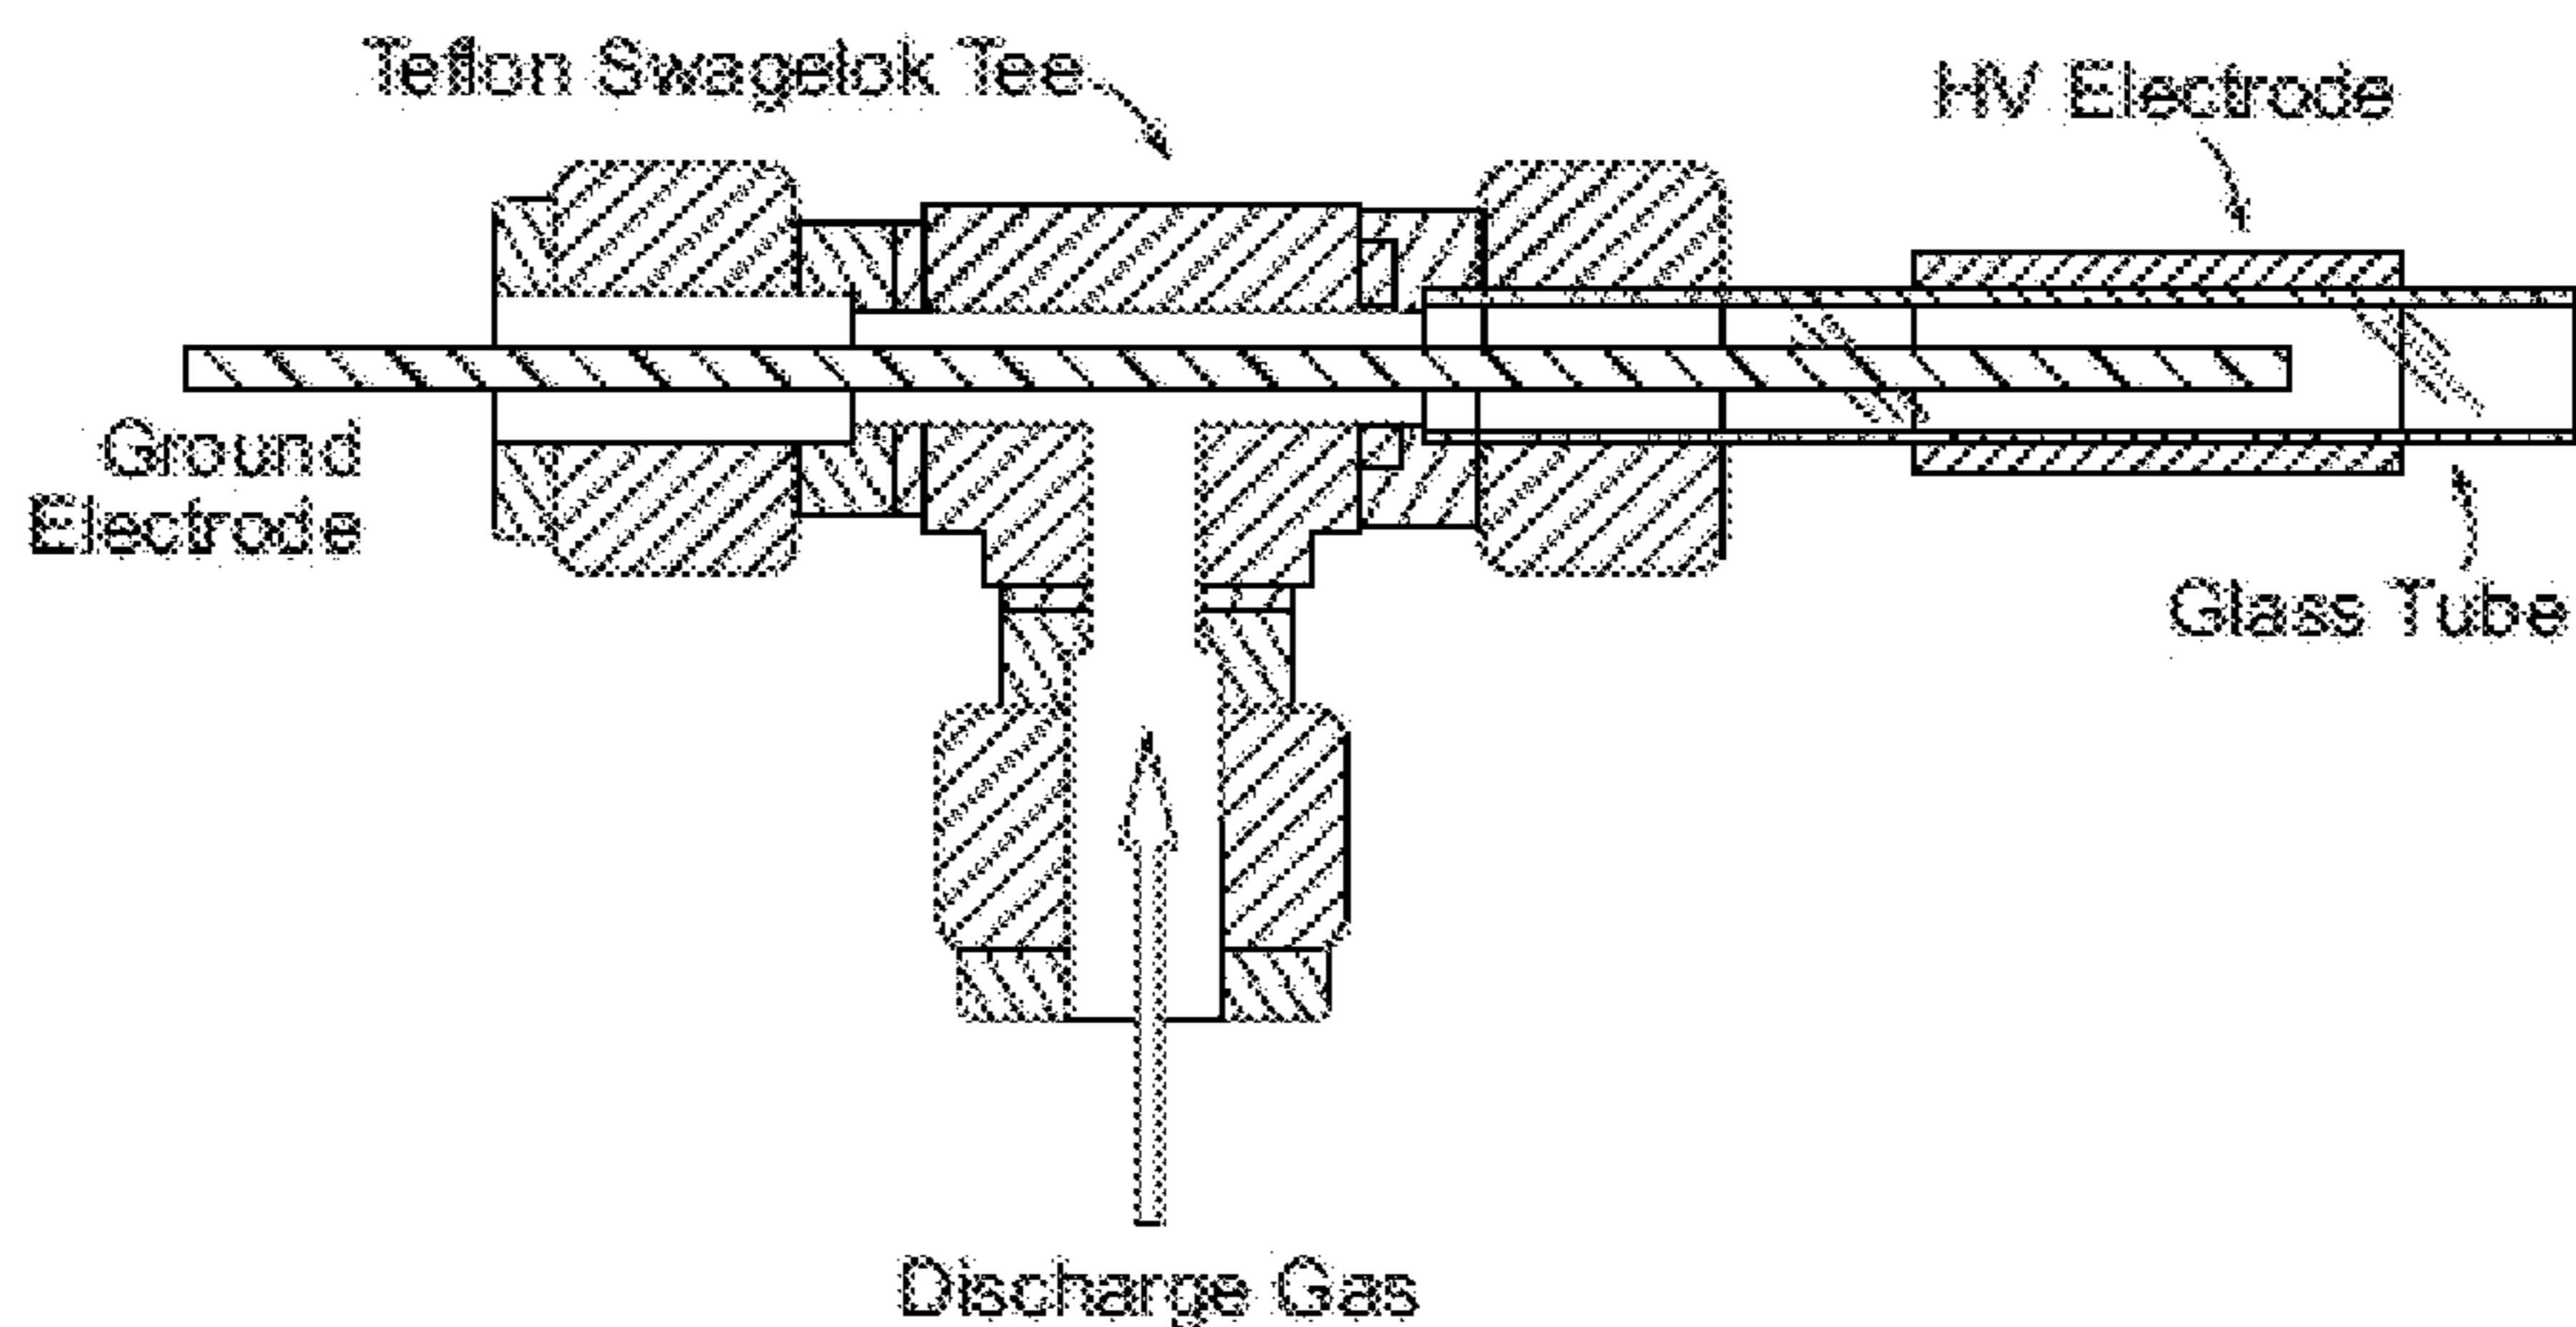 Teflon Swagelok Tee
HV Electrode
Ground
Electrode
Glass Tube
Discharge Gas